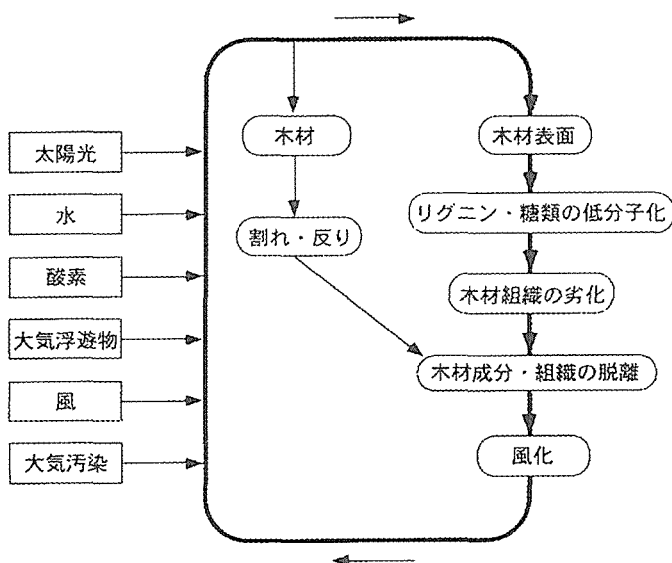 太陽光
水
酸素
大気浮遊物
風
大気汚染
木材
割れ・反り
木材表面
リグニン・糖類の低分子化
木材組織の劣化
木材成分・組織の脱離
風化